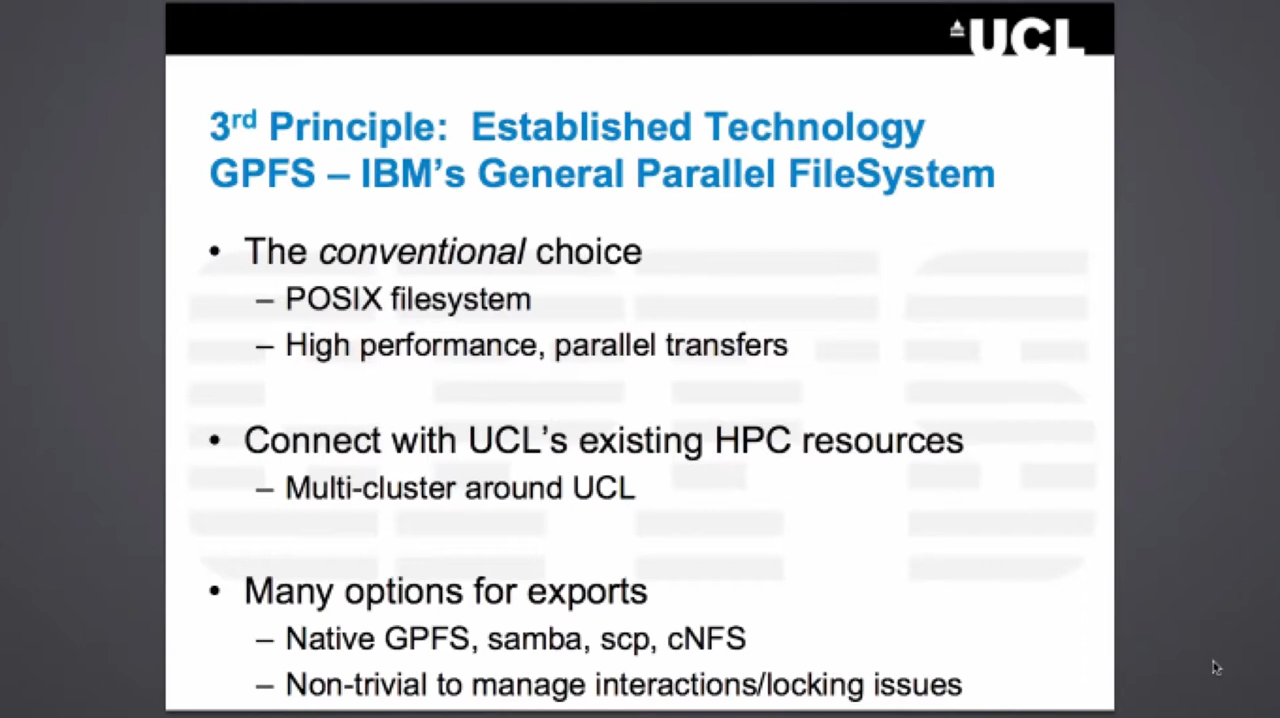 UCL
3rd Principle: Established Technology
GPFS – IBM's General Parallel FileSystem
• The conventional choice
– POSIX filesystem
– High performance, parallel transfers
• Connect with UCL's existing HPC resources
– Multi-cluster around UCL
• Many options for exports
– Native GPFS, samba, scp, cNFS
– Non-trivial to manage interactions/locking issues